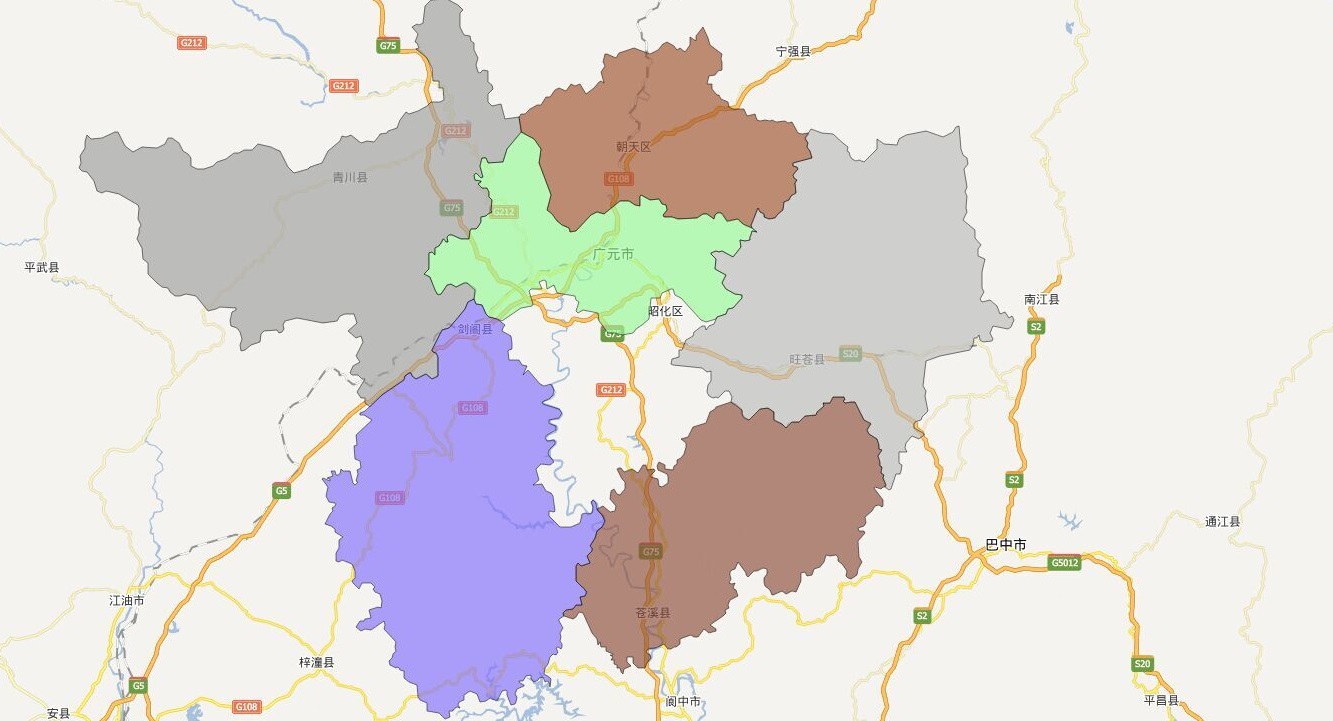 G212
G75
宁强县
G212
G212
朝天区
青川县
G108
G75
G212
广元市
平武县
南江县
昭化区
S2
剑阁县
G75
旺苍县
S20
G212
G108
S2
G5
G108
通江县
巴中市
G75
G5012
江油市
苍溪县
S2
梓潼县
S20
G5
阆中市
平昌县
G108
安县